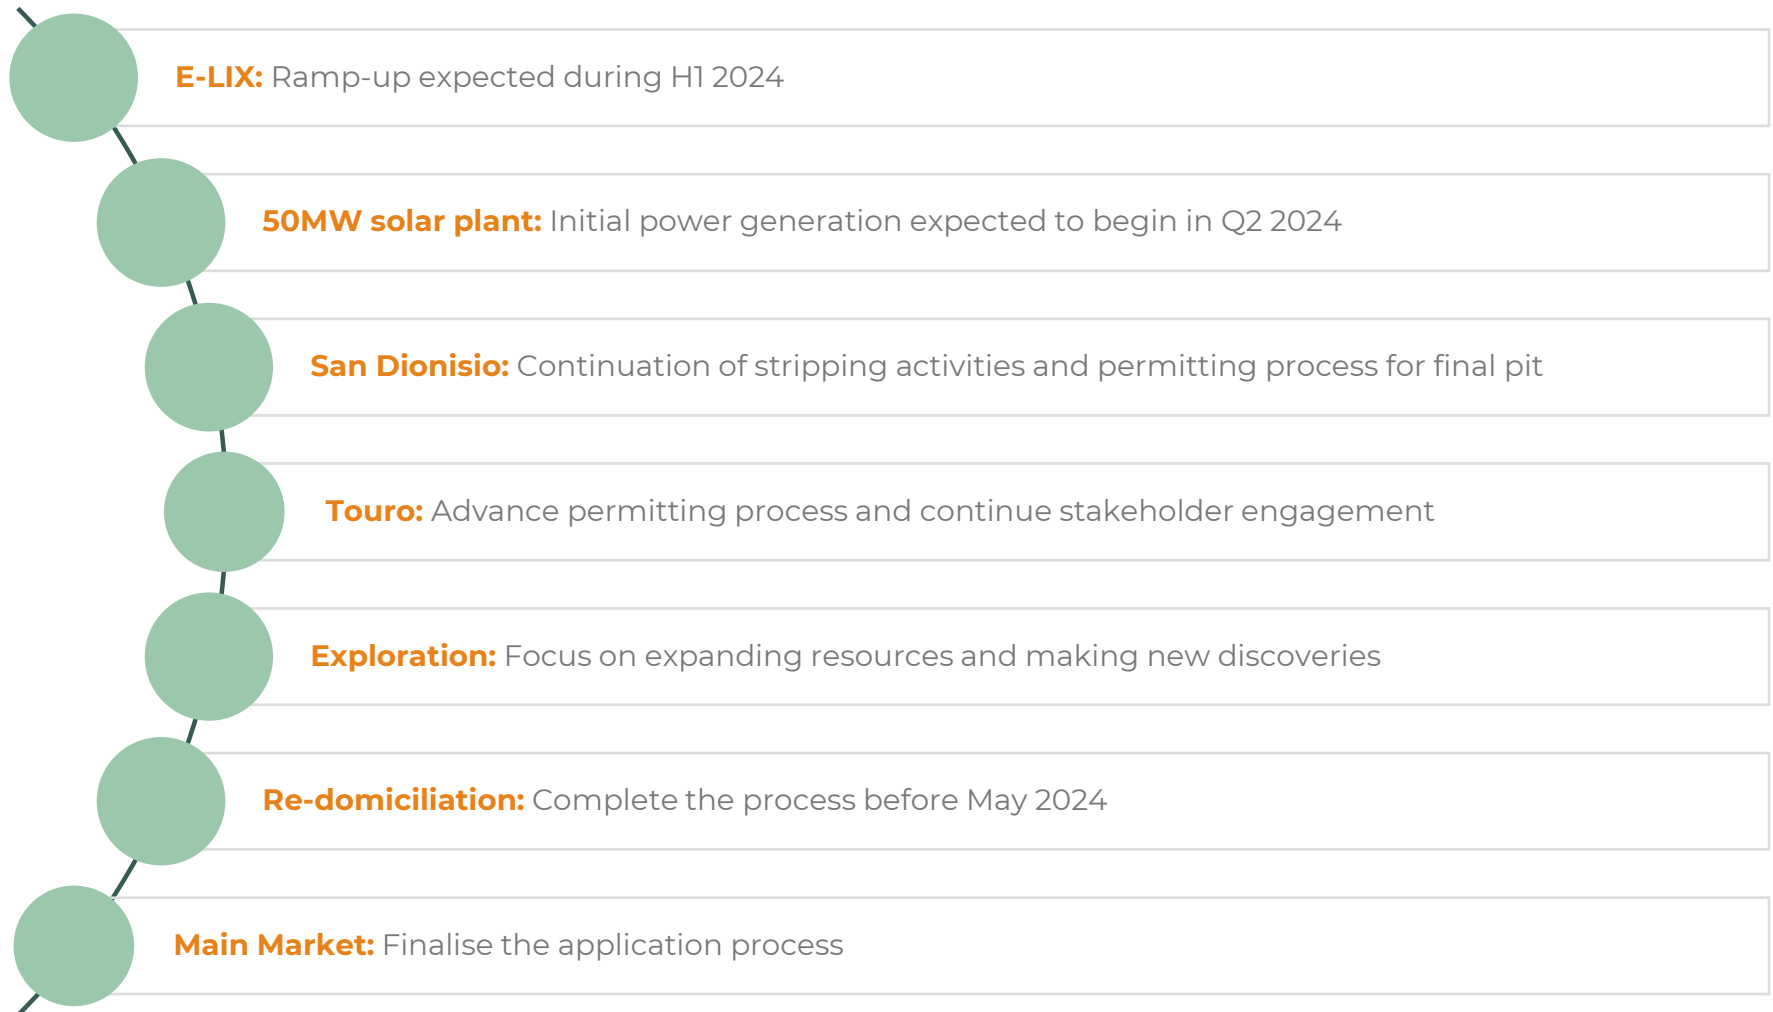 E-LIX: Ramp-up expected during H1 2024
50MW solar plant: Initial power generation expected to begin in Q2 2024
San Dionisio: Continuation of stripping activities and permitting process for final pit
Touro: Advance permitting process and continue stakeholder engagement
Exploration: Focus on expanding resources and making new discoveries
Re-domiciliation: Complete the process before May 2024
Main Market: Finalise the application process